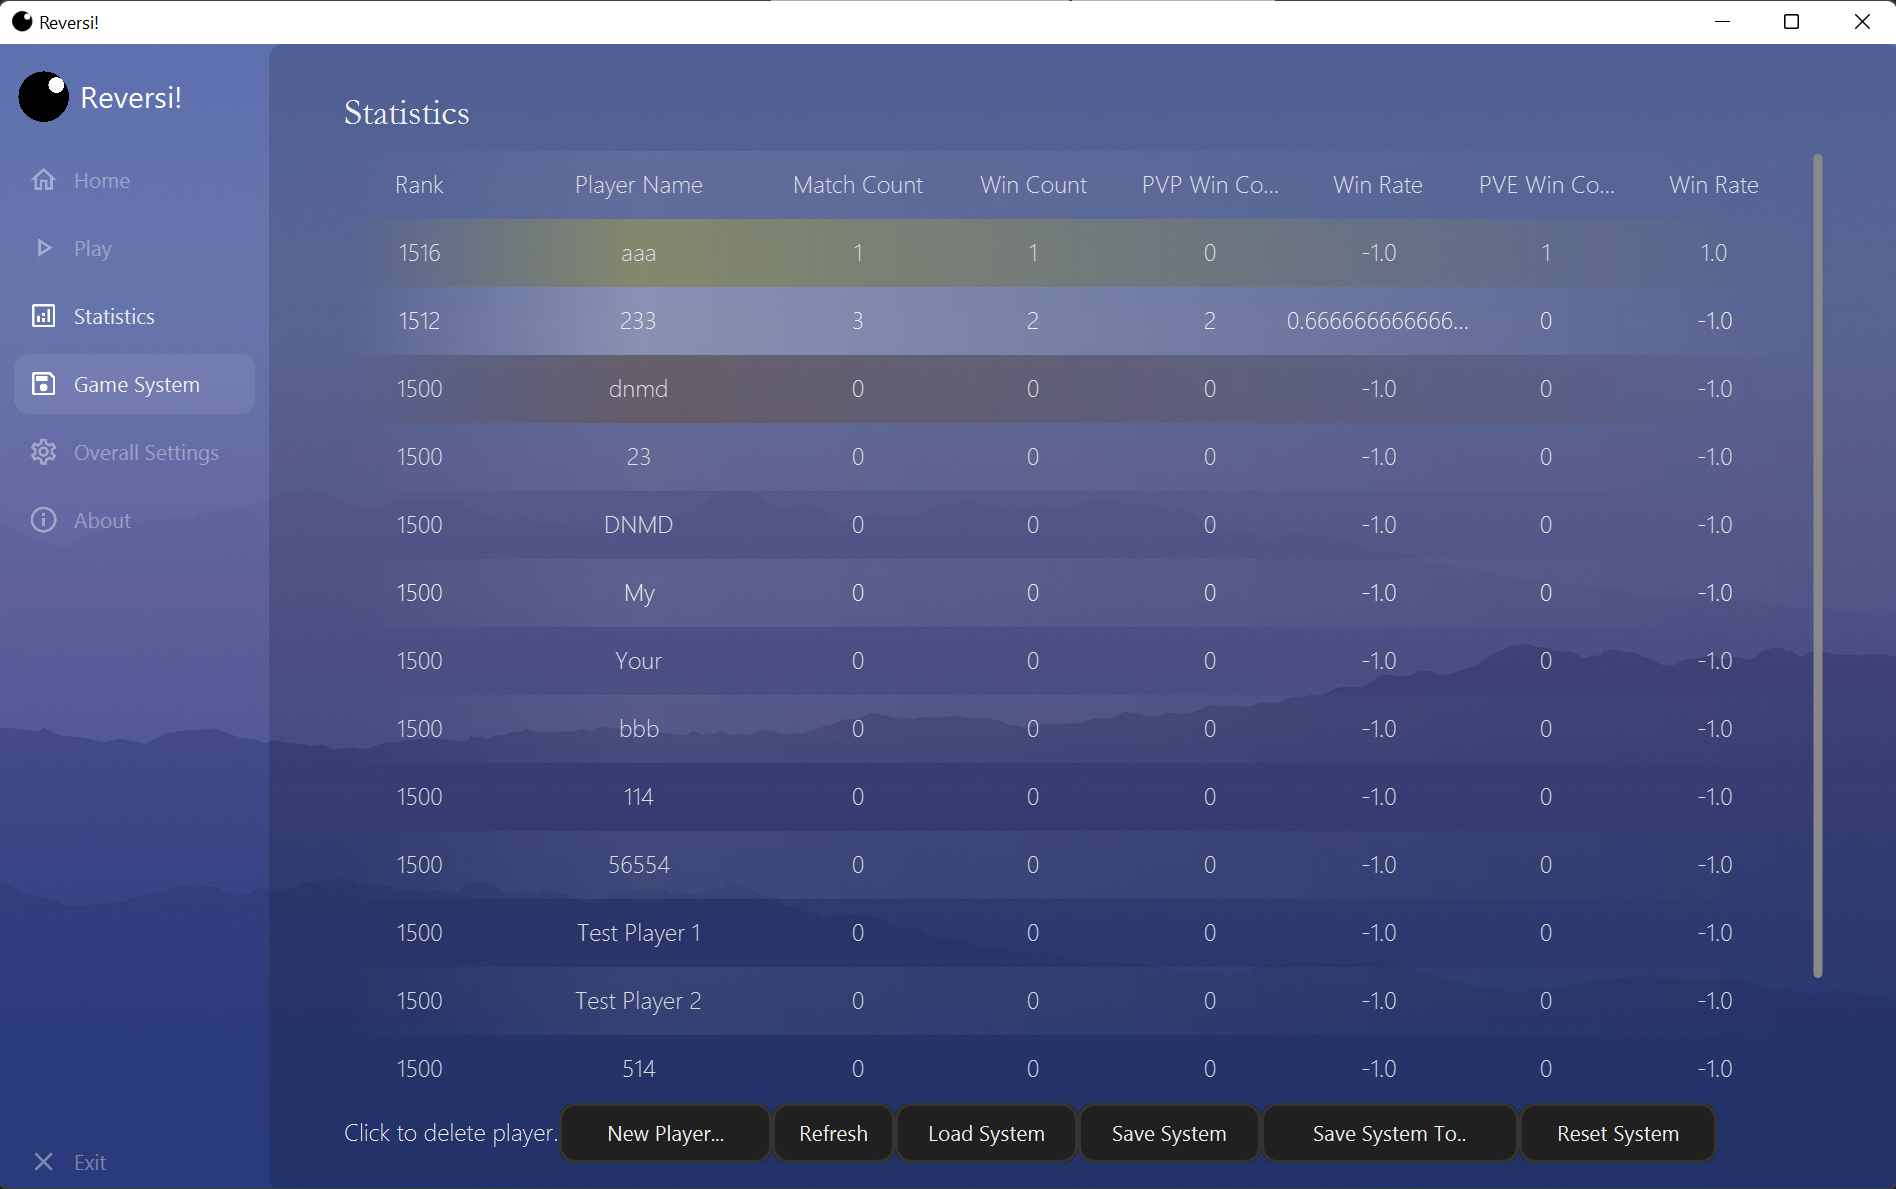 Reversi!
Reversi!
Home
Play
Statistics
Game System
Overall Settings
About
Exit
Statistics
Rank Player Name Match Count Win Count PVP Win Co... Win Rate PVE Win Co... Win Rate
1516 aaa 1 1 0 -1.0 1 1.0
1512 233 3 2 2 0.666666666666... 0 -1.0
1500 dnmd 0 0 0 -1.0 0 -1.0
1500 23 0 0 0 -1.0 0 -1.0
1500 DNMD 0 0 0 -1.0 0 -1.0
1500 My 0 0 0 -1.0 0 -1.0
1500 Your 0 0 0 -1.0 0 -1.0
1500 bbb 0 0 0 -1.0 0 -1.0
1500 114 0 0 0 -1.0 0 -1.0
1500 56554 0 0 0 -1.0 0 -1.0
1500 Test Player 1 0 0 0 -1.0 0 -1.0
1500 Test Player 2 0 0 0 -1.0 0 -1.0
1500 514 0 0 0 -1.0 0 -1.0
Click to delete player. New Player... Refresh Load System Save System Save System To.. Reset System